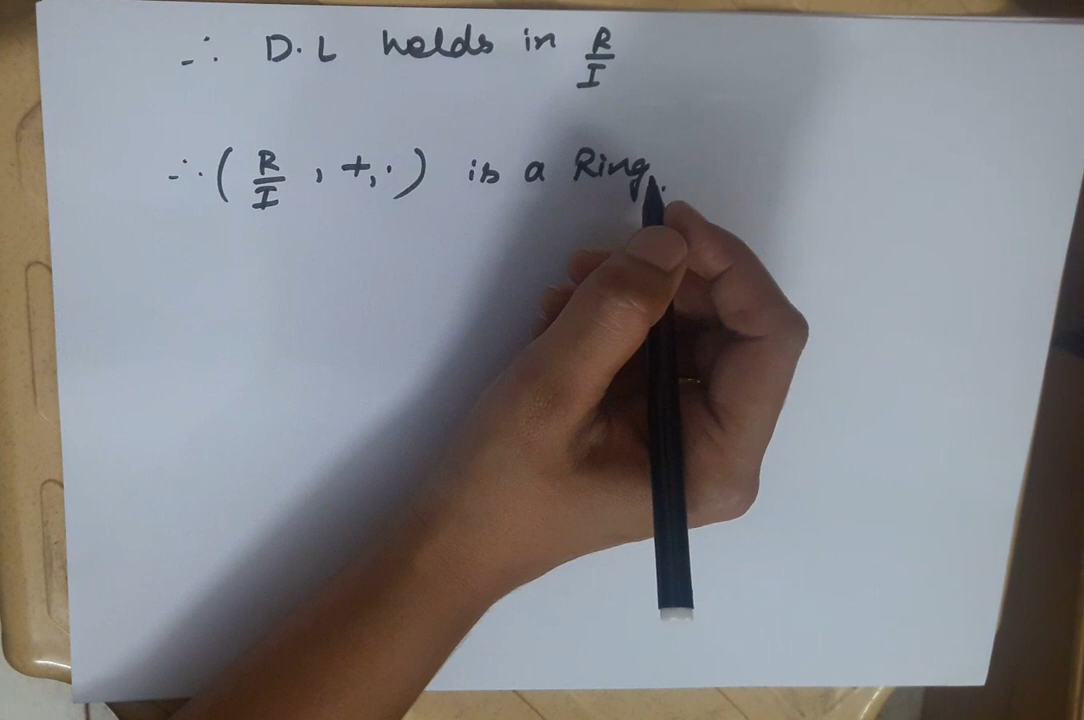 ∴ D.L holds in R/I
∴ (R/I, +, ·) is a Ring.